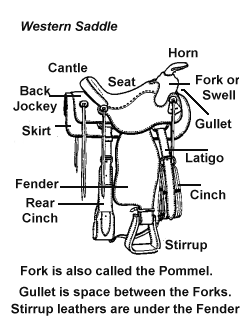 Western Saddle
Horn
Cantle
Seat
Fork or
Swell
Back
Jockey
Gullet
Skirt
Latigo
Fender
Cinch
Rear
Cinch
Stirrup
Fork is also called the Pommel.
Gullet is space between the Forks.
Stirrup leathers are under the Fender